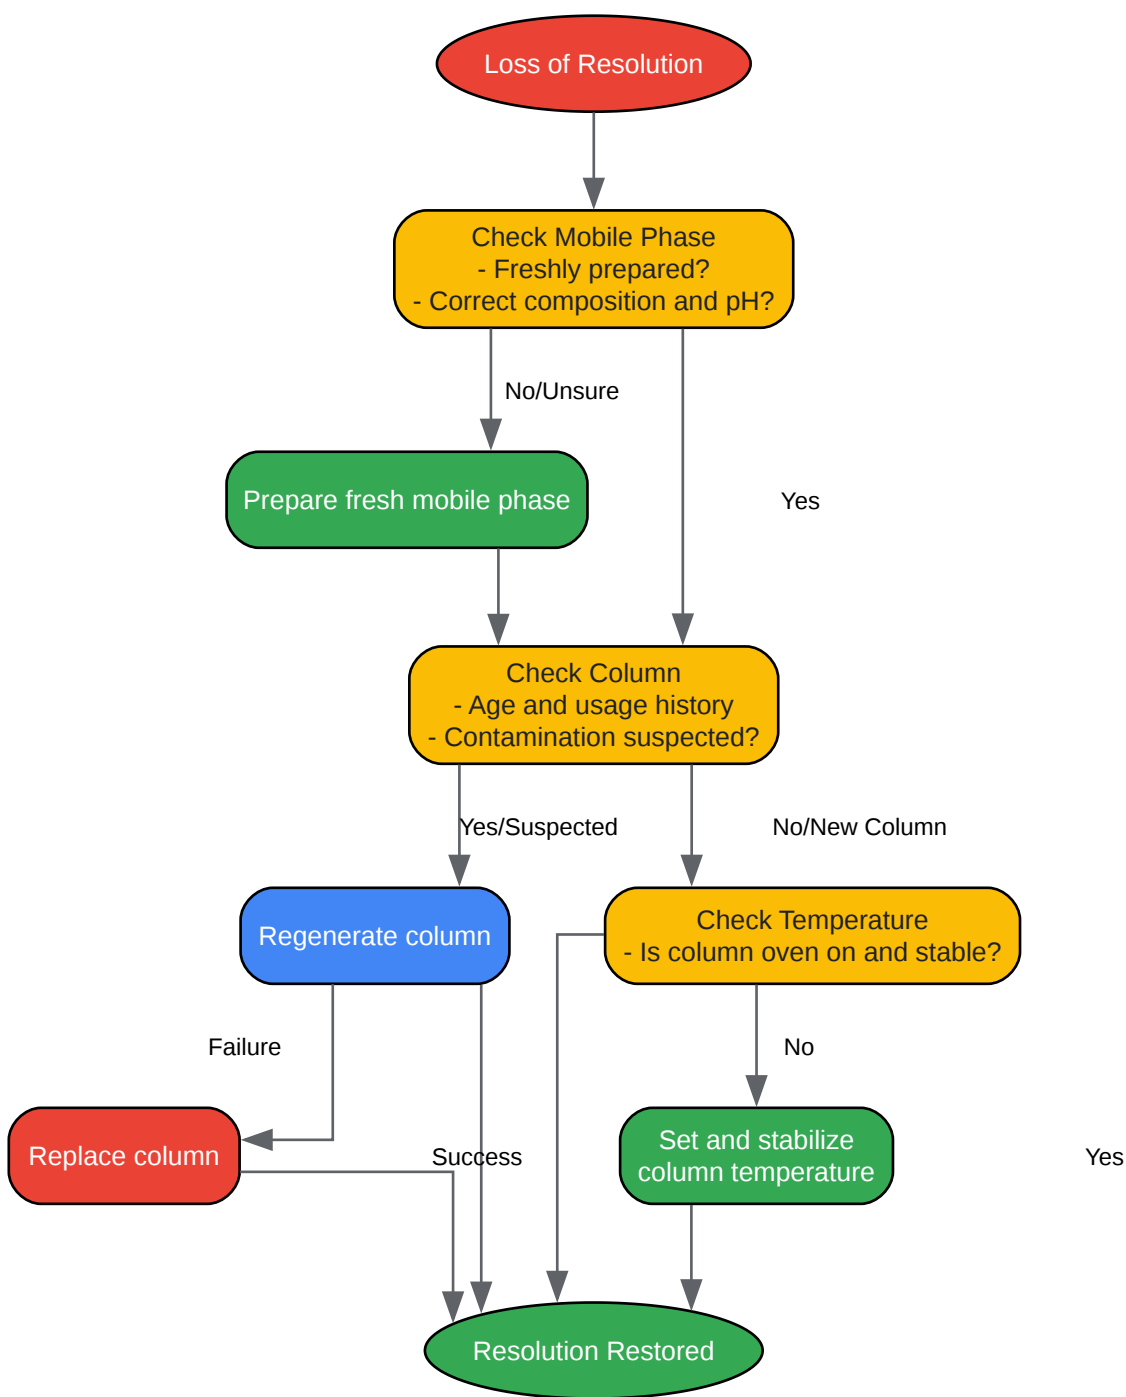 Loss of Resolution
Check Mobile Phase
- Freshly prepared?
- Correct composition and pH?
No/Unsure
Prepare fresh mobile phase
Yes
Check Column
- Age and usage history
- Contamination suspected?
Yes/Suspected
No/New Column
Regenerate column
Check Temperature
- Is column oven on and stable?
Failure
No
Replace column
Success
Set and stabilize
column temperature
Yes
Resolution Restored